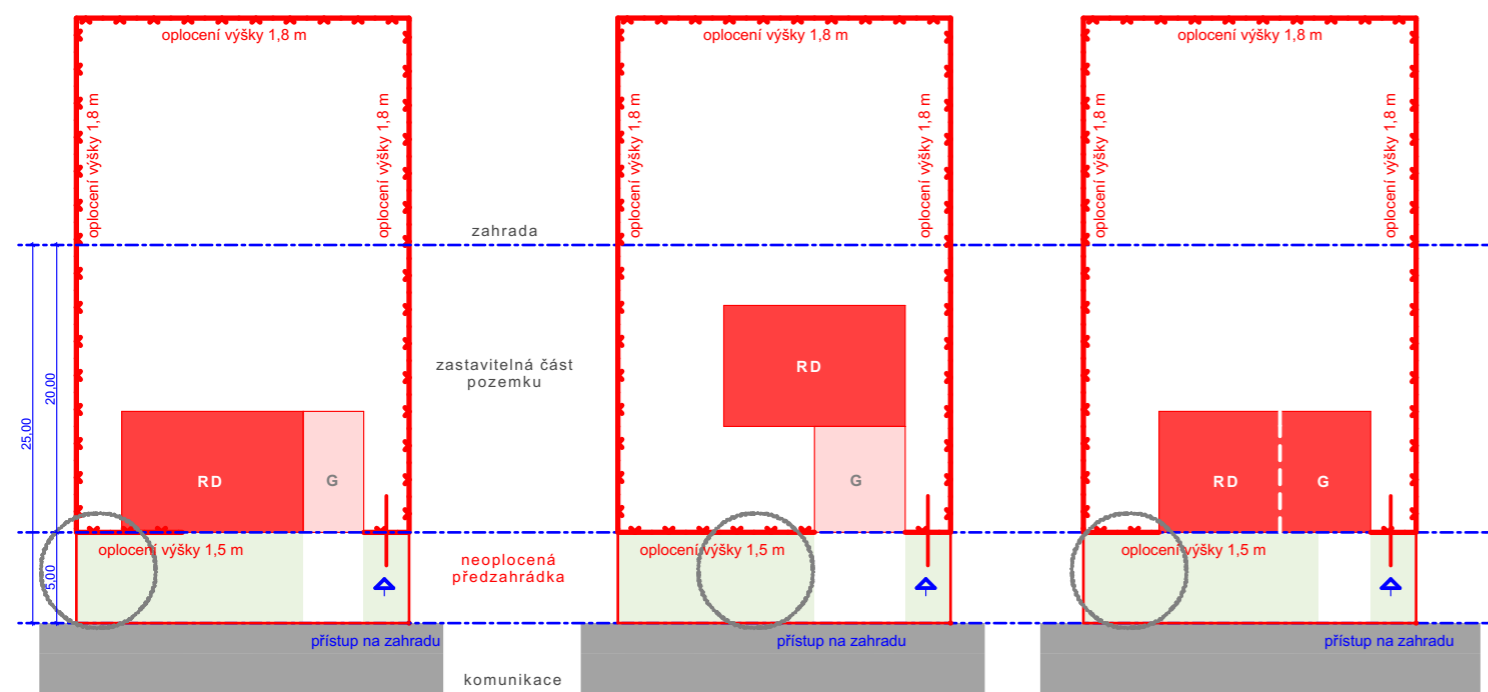 oplocení výšky 1,8 m
oplocení výšky 1,8 m
oplocení výšky 1,8 m
oplocení výšky 1,8 m
oplocení výšky 1,8 m
oplocení výšky 1,8 m
oplocení výšky 1,8 m
oplocení výšky 1,8 m
oplocení výšky 1,8 m
zahrada
zastavitelná část
pozemku
25,00
20,00
5,00
RD
G
RD
G
RD
G
oplocení výšky 1,5 m
oplocení výšky 1,5 m
oplocení výšky 1,5 m
neoplocená
předzahrádka
přístup na zahradu
přístup na zahradu
přístup na zahradu
komunikace